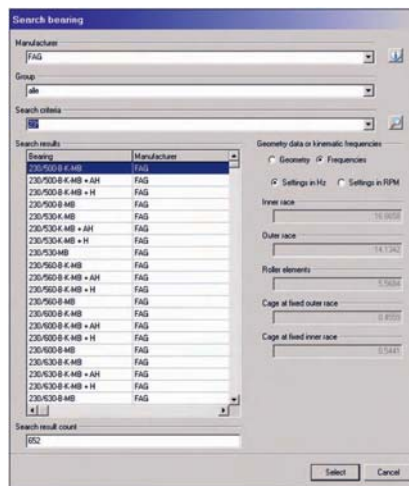 Search bearing
Manufacturer
FAG
Group
alle
Search criteria
Search results
Bearing Manufacturer
230/500-B-K-MB FAG
230/500-B-K-MB + AH FAG
230/500-B-K-MB + H FAG
230/500-B-MB FAG
230/530-K-MB FAG
230/530-K-MB + AH FAG
230/530-K-MB + H FAG
230/530-MB FAG
230/560-B-K-MB FAG
230/560-B-K-MB + AH FAG
230/560-B-K-MB + H FAG
230/560-B-MB FAG
230/600-B-K-MB FAG
230/600-B-K-MB + AH FAG
230/600-B-K-MB + H FAG
230/600-B-MB FAG
230/630-B-K-MB FAG
230/630-B-K-MB + AH FAG
230/630-B-K-MB + H FAG
230/630-B-MB FAG
Search result count
652
Geometry data or kinematic frequencies
Geometry Frequencies
Settings in Hz Settings in RPM
Inner race
Outer race
14.1342
Roller elements
5.5684
Cage at fixed outer race
Cage at fixed inner race
0.5441
Select Cancel